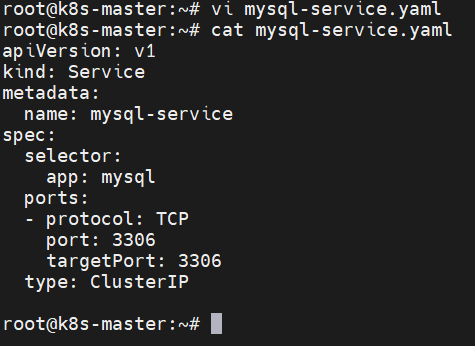 root@k8s-master:~# vi mysql-service.yaml
root@k8s-master:~# cat mysql-service.yaml
apiVersion: v1
kind: Service
metadata:
  name: mysql-service
spec:
  selector:
    app: mysql
  ports:
  - protocol: TCP
    port: 3306
    targetPort: 3306
  type: ClusterIP

root@k8s-master:~#